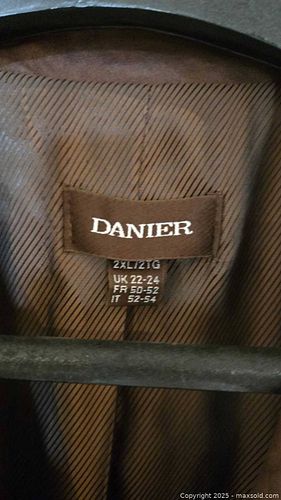 DANIER
2XL/2TG
UK 22-24
FR 50-52
IT 52-54
Copyright 2025 - maxsold.com